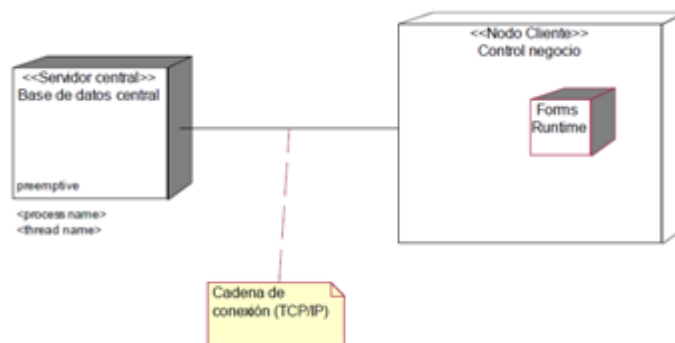 <<Servidor central>>
Base de datos central
preemptive
<process name>
<thread name>
<<Nodo Cliente>>
Control negocio
Forms
Runtime
Cadena de
conexión (TCP/IP)